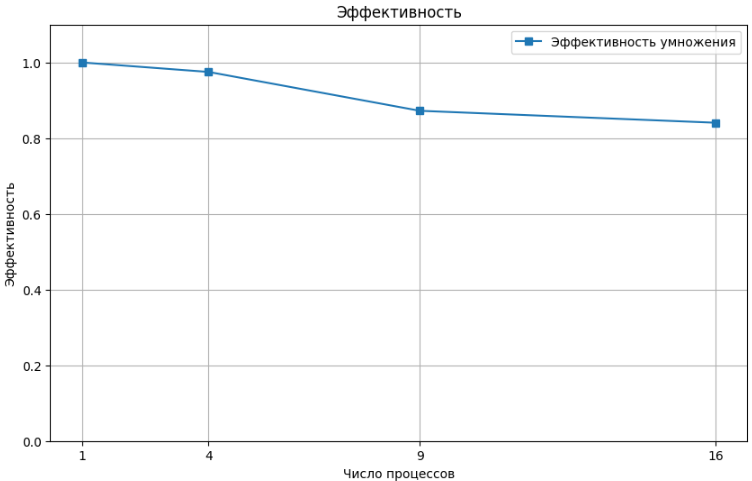 Эффективность
Эффективность умножения
Эффективность
1.0
0.8
0.6
0.4
0.2
0.0
1 4 9 16
Число процессов